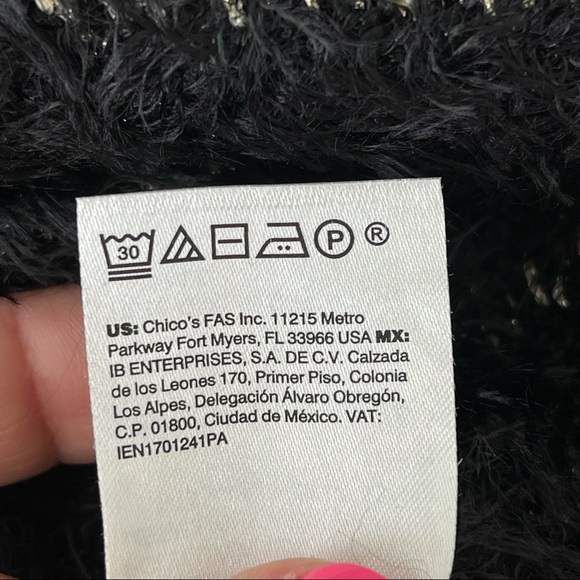 30 P ®
US: Chico's FAS Inc. 11215 Metro
Parkway Fort Myers, FL 33966 USA MX:
IB ENTERPRISES, S.A. DE C.V. Calzada
de los Leones 170, Primer Piso, Colonia
Los Alpes, Delegación Álvaro Obregón,
C.P. 01800, Ciudad de México. VAT:
IEN1701241PA